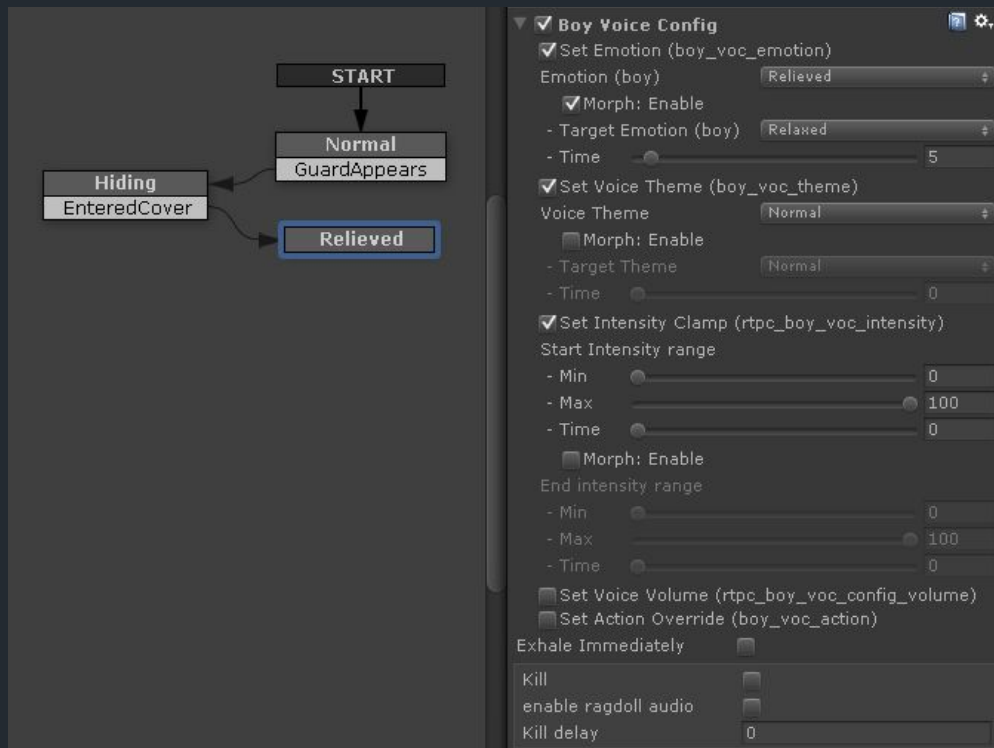 START
Normal
GuardAppears
Hiding
EnteredCover
Relieved
Boy Voice Config
Set Emotion (boy_voc_emotion)
Emotion (boy) Relieved
Morph: Enable
- Target Emotion (boy) Relaxed
- Time 5
Set Voice Theme (boy_voc_theme)
Voice Theme Normal
Morph: Enable
- Target Theme Normal
- Time 0
Set Intensity Clamp (rtpc_boy_voc_intensity)
Start Intensity range
- Min 0
- Max 100
- Time 0
Morph: Enable
End intensity range
- Min 0
- Max 100
- Time 0
Set Voice Volume (rtpc_boy_voc_config_volume)
Set Action Override (boy_voc_action)
Exhale Immediately
Kill
enable ragdoll audio
Kill delay 0